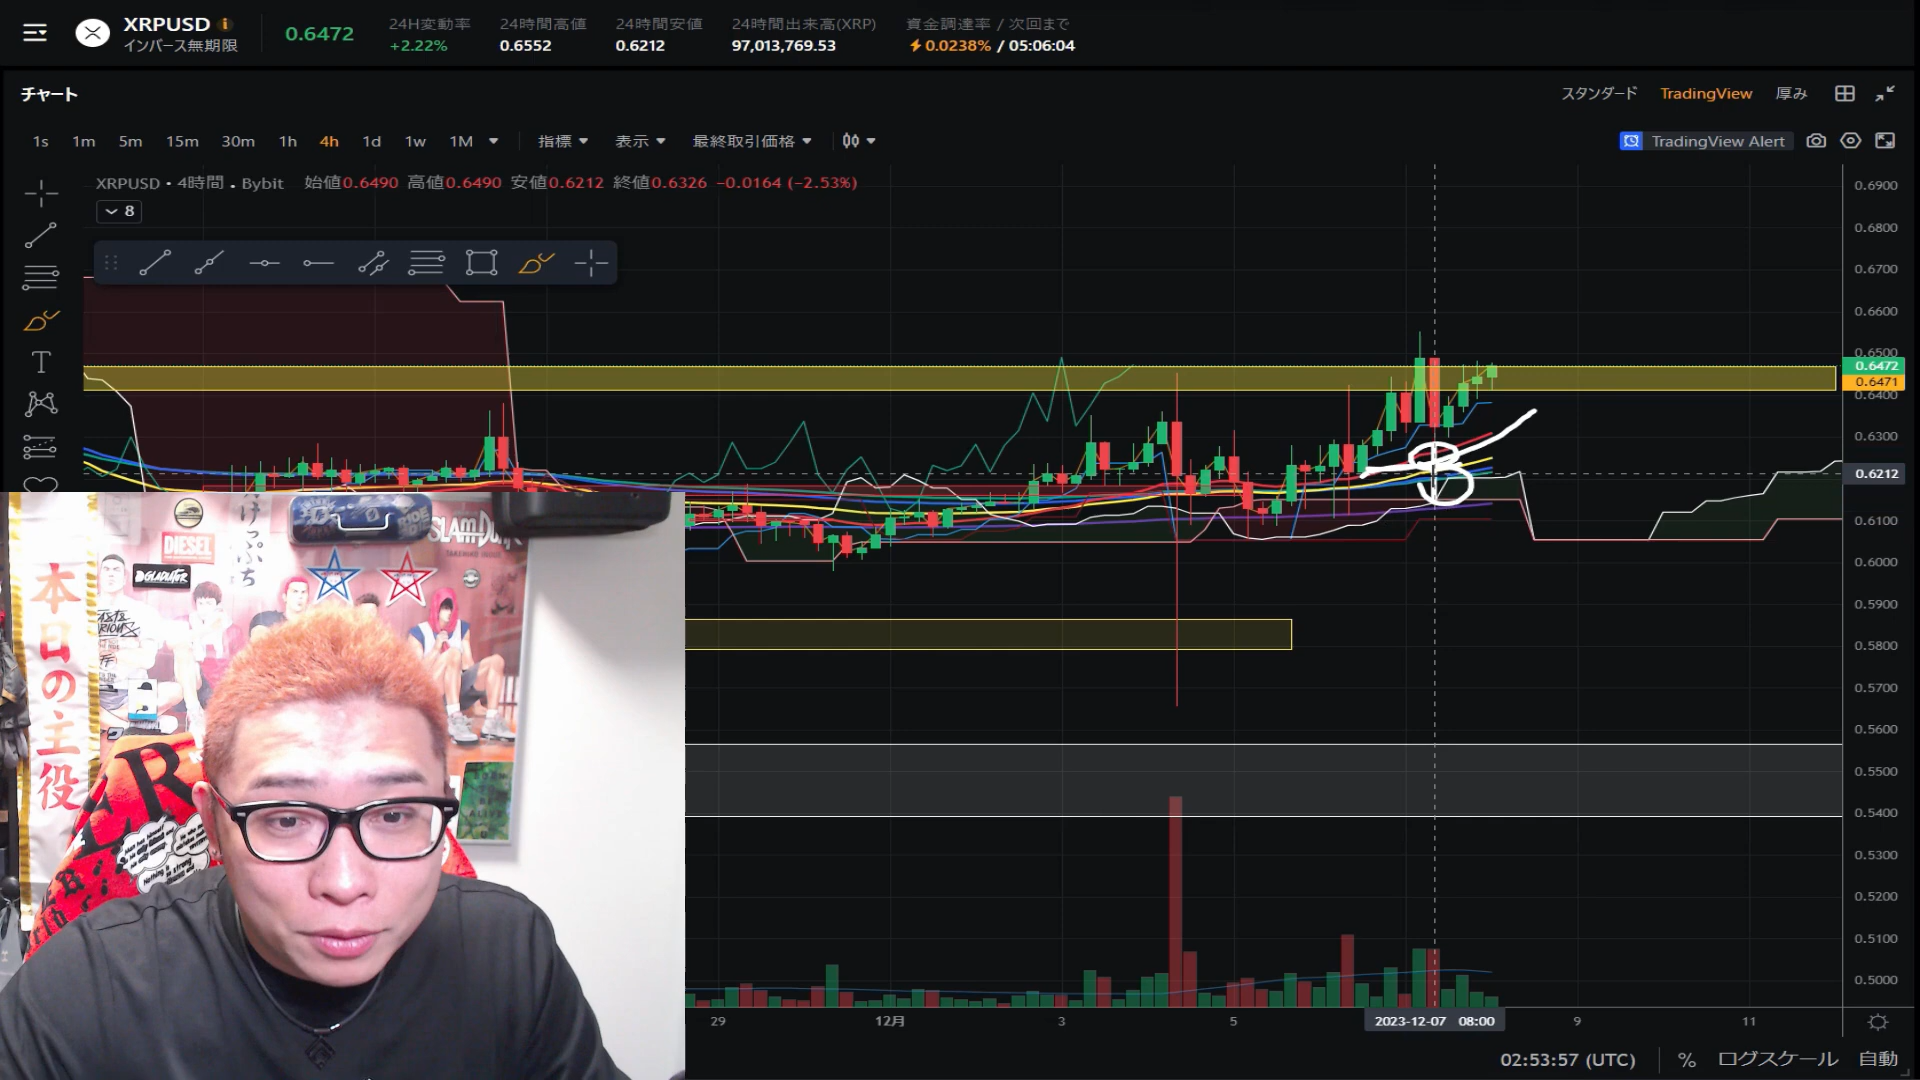 XRPUSD
インバース無期限
0.6472
24H変動率
+2.22%
24時間高値
0.6552
24時間安値
0.6212
24時間出来高(XRP)
97,013,769.53
資金調達率 / 次回まで
0.0238% / 05:06:04
チャート
スタンダード TradingView 厚み
1s 1m 5m 15m 30m 1h 4h 1d 1w 1M 指標 表示 最終取引価格
TradingView Alert
XRPUSD • 4時間 . Bybit 始値0.6490 高値0.6490 安値0.6212 終値0.6326 −0.0164 (−2.53%)
8
T
0.6900
0.6800
0.6700
0.6600
0.6500
0.6472
0.6471
0.6400
0.6300
0.6212
0.6100
0.6000
0.5900
0.5800
0.5700
0.5600
0.5500
0.5400
0.5300
0.5200
0.5100
0.5000
29 12月 3 5 2023-12-07 08:00 9 11
02:53:57 (UTC) % ログスケール 自動
本日の主役
DIESEL
GLADIATOR
SLAM DUNK